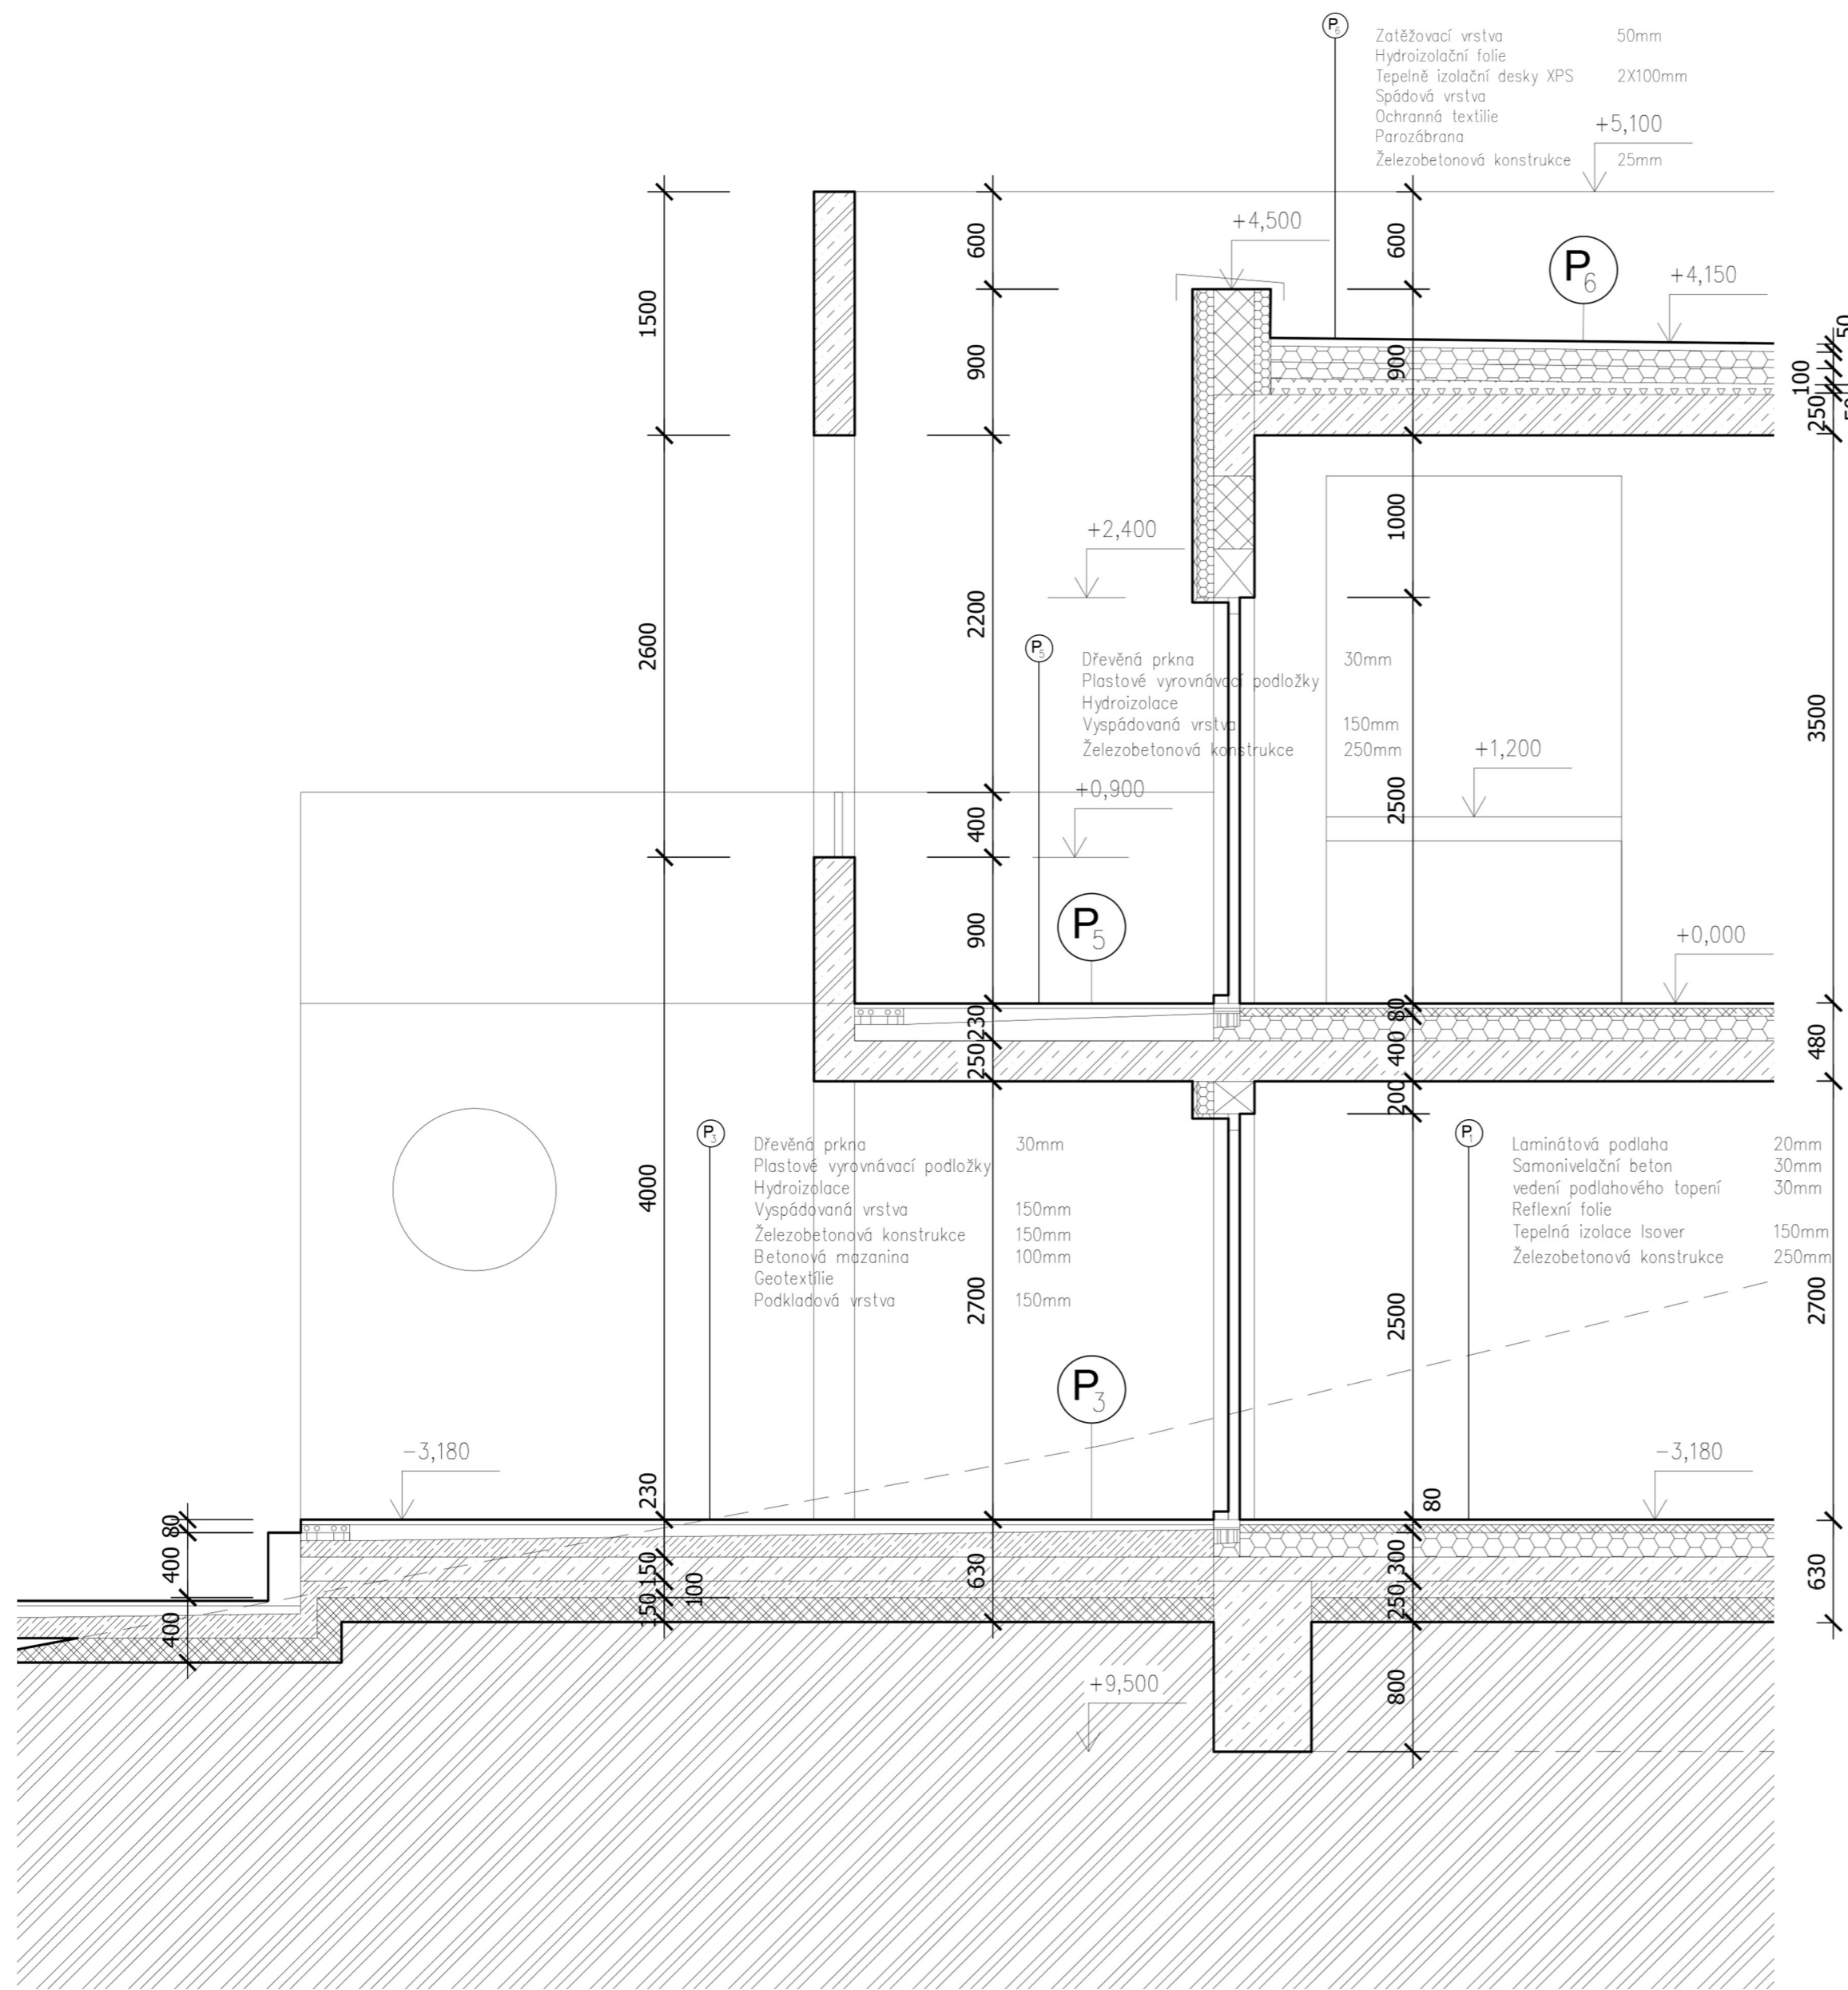 P6
Zatěžovací vrstva 50mm
Hydroizolační folie
Tepelně izolační desky XPS 2X100mm
Spádová vrstva
Ochranná textilie
Parozábrana
Železobetonová konstrukce 25mm
+5,100
+4,500
P6
+4,150
600
600
1500
900
900
50
100
250
+2,400
1000
2600
2200
3500
P5
Dřevěná prkna 30mm
Plastové vyrovnávací podložky
Hydroizolace
Vyspádovaná vrstva 150mm
Železobetonová konstrukce 250mm
+1,200
+0,900
2500
400
900
P5
+0,000
230
250
80
400
480
200
P3
Dřevěná prkna 30mm
Plastové vyrovnávací podložky
Hydroizolace
Vyspádovaná vrstva 150mm
Železobetonová konstrukce 150mm
Betonová mazanina 100mm
Geotextílie
Podkladová vrstva 150mm
P1
Laminátová podlaha 20mm
Samonivelační beton 30mm
vedení podlahového topení 30mm
Reflexní folie
Tepelná izolace Isover 150mm
Železobetonová konstrukce 250mm
4000
2700
2500
2700
P3
-3,180
-3,180
230
80
80
400
400
150
100
150
630
300
250
630
800
+9,500